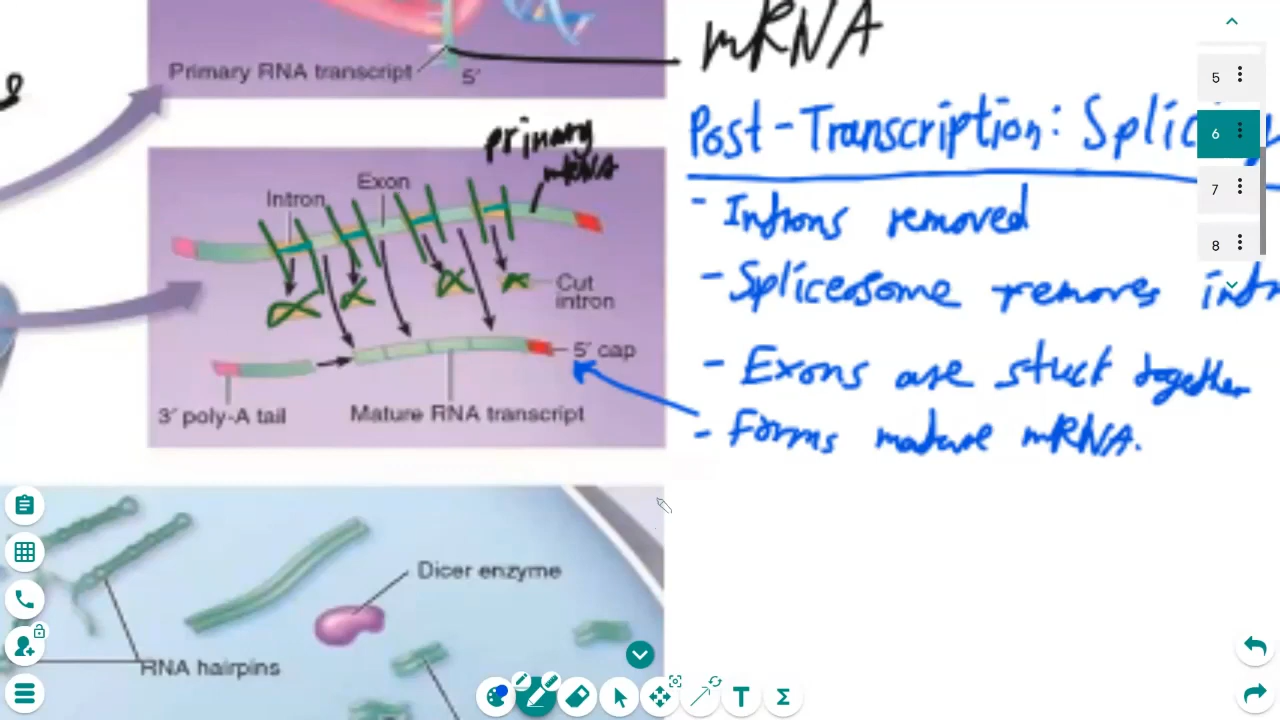 mRNA
Primary RNA transcript
5′
5
Post-Transcription:
6
primary
mRNA
Exon
Intron
7
- Introns removed
8
Cut
intron
- Spliceosome removes
5′ cap
- Exons are stuck together
3′ poly-A tail
Mature RNA transcript
- Forms mature mRNA.
Dicer enzyme
RNA hairpins
T
Σ